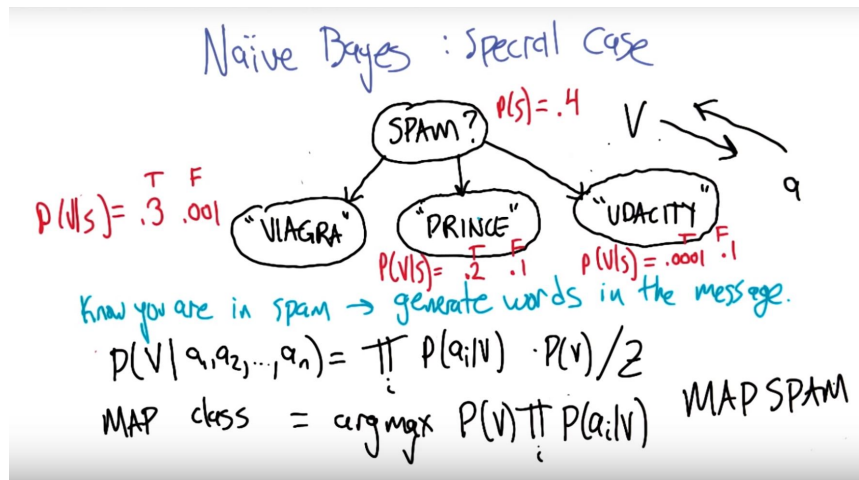 Naïve Bayes : Special Case
P(S)= .4
SPAM?
V
a
T F
P(V|S)= .3 .001
"VIAGRA"
"PRINCE"
"UDACITY"
T F
P(V|S)= .2 .1
T F
P(V|S) = .0001 .1
Know you are in spam → generate words in the message.
P(V|a₁,a₂,...,aₙ)= ∏ᵢ P(aᵢ|V) · P(V)/Z
MAP class = argmax P(V)∏ᵢ P(aᵢ|V)
MAP SPAM